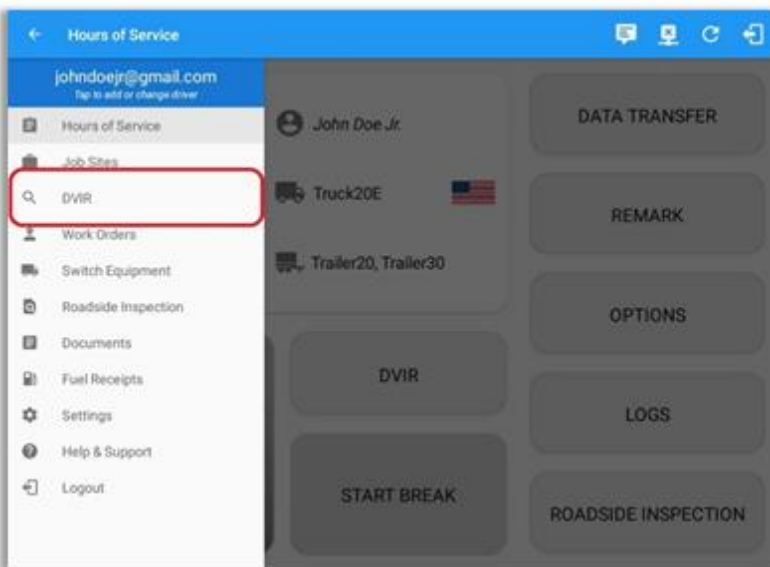 Hours of Service
johndoejr@gmail.com
Tap to add or change driver
Hours of Service
Job Sites
DVIR
Work Orders
Switch Equipment
Roadside Inspection
Documents
Fuel Receipts
Settings
Help & Support
Logout
John Doe Jr.
Truck20E
Trailer20, Trailer30
DVIR
START BREAK
DATA TRANSFER
REMARK
OPTIONS
LOGS
ROADSIDE INSPECTION